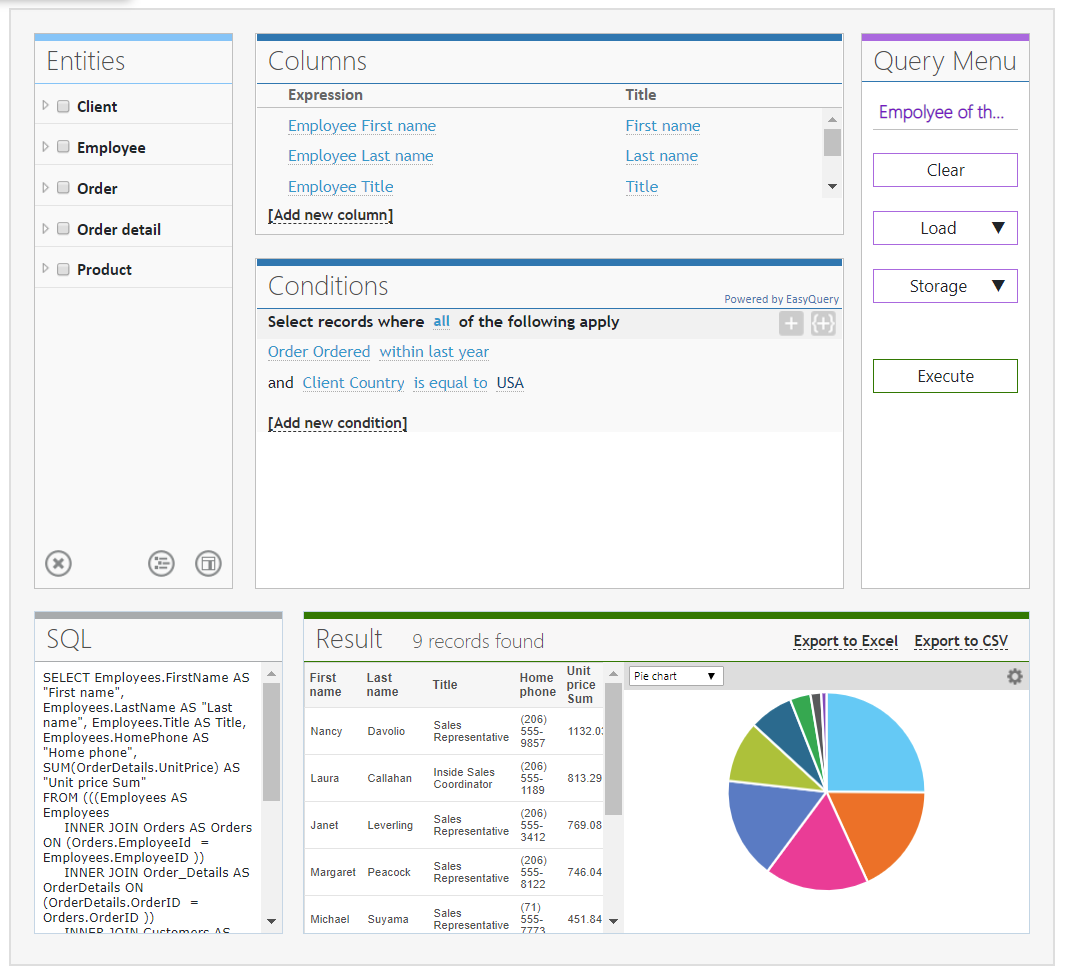 Entities
Client
Employee
Order
Order detail
Product
Columns
Expression Title
Employee First name First name
Employee Last name Last name
Employee Title Title
[Add new column]
Conditions
Powered by EasyQuery
Select records where all of the following apply
Order Ordered within last year
and Client Country is equal to USA
[Add new condition]
Query Menu
Empolyee of th...
Clear
Load
Storage
Execute
SQL
SELECT Employees.FirstName AS
"First name",
Employees.LastName AS "Last
name", Employees.Title AS Title,
Employees.HomePhone AS
"Home phone",
SUM(OrderDetails.UnitPrice) AS
"Unit price Sum"
FROM (((Employees AS
Employees
INNER JOIN Orders AS Orders
ON (Orders.EmployeeId =
Employees.EmployeeID ))
INNER JOIN Order_Details AS
OrderDetails ON
(OrderDetails.OrderID =
Orders.OrderID ))
INNER JOIN Customers AS
Result 9 records found
Export to Excel Export to CSV
First name Last name Title Home phone Unit price Sum
Nancy Davolio Sales Representative (206) 555-9857 1132.03
Laura Callahan Inside Sales Coordinator (206) 555-1189 813.29
Janet Leverling Sales Representative (206) 555-3412 769.08
Margaret Peacock Sales Representative (206) 555-8122 746.04
Michael Suyama Sales Representative (71) 555-7773 451.84
Pie chart